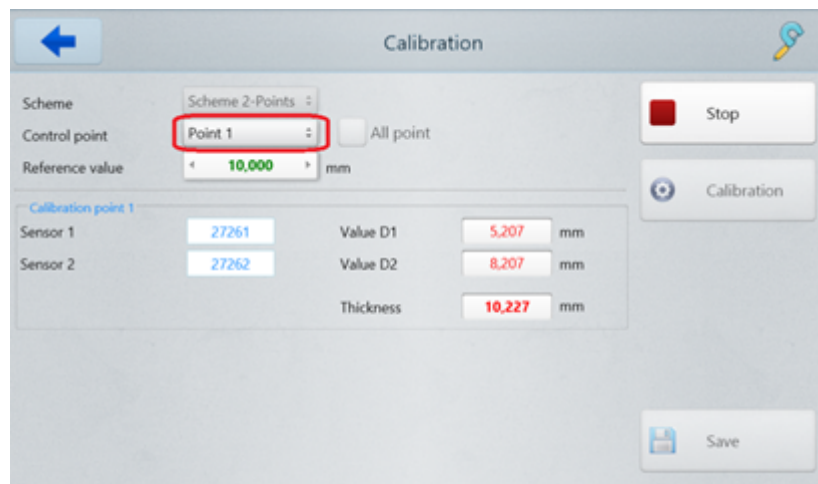 Calibration
Scheme Scheme 2-Points
Control point Point 1 All point
Reference value 10,000 mm
Stop
Calibration
Calibration point 1
Sensor 1 27261 Value D1 5,207 mm
Sensor 2 27262 Value D2 8,207 mm
Thickness 10,227 mm
Save